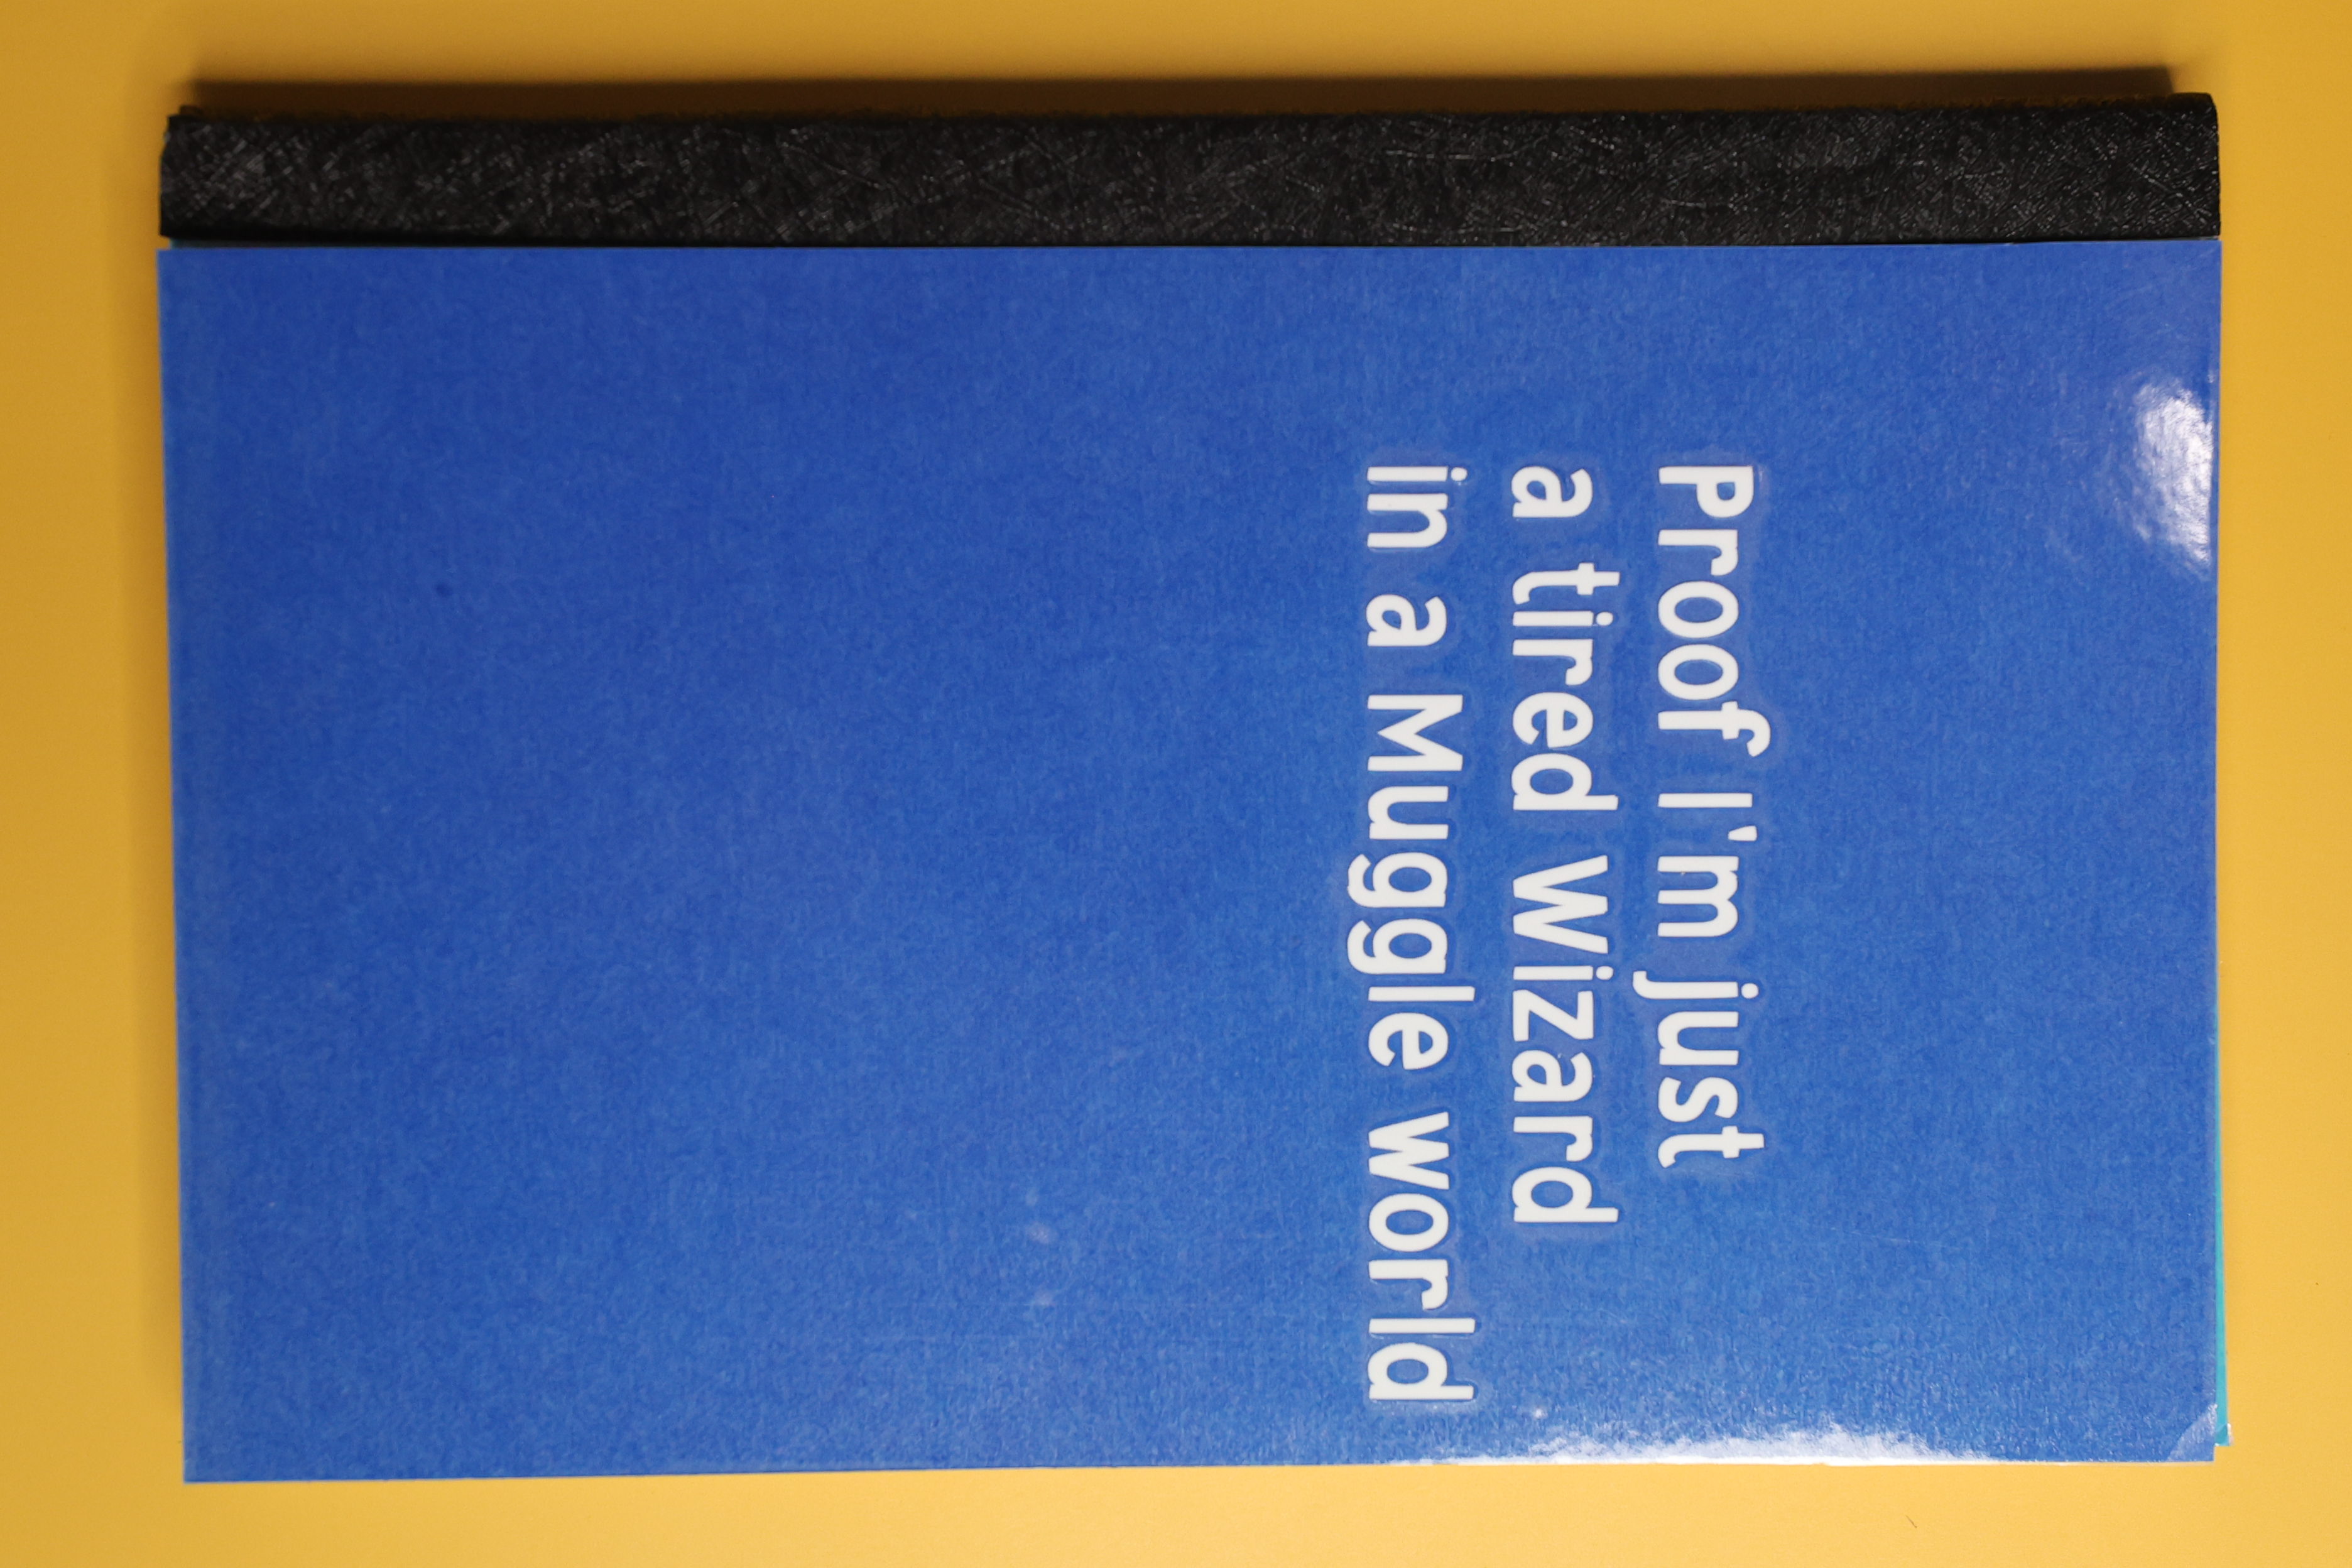 Proof I'm just
a tired Wizard
in a Muggle world